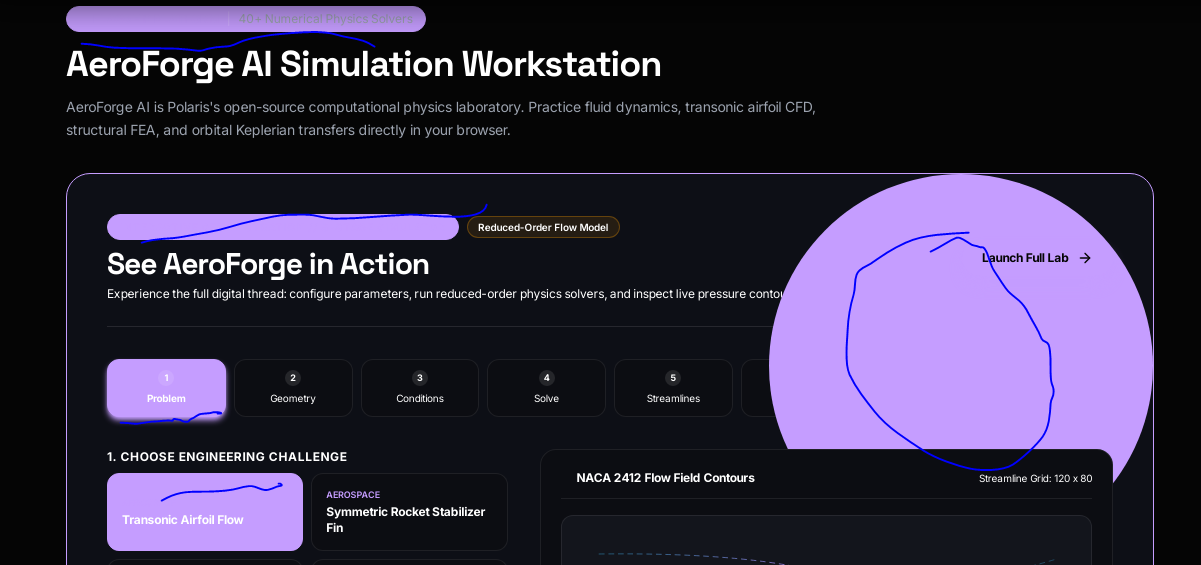 40+ Numerical Physics Solvers
AeroForge AI Simulation Workstation
AeroForge AI is Polaris's open-source computational physics laboratory. Practice fluid dynamics, transonic airfoil CFD,
structural FEA, and orbital Keplerian transfers directly in your browser.
Reduced-Order Flow Model
Launch Full Lab →
See AeroForge in Action
Experience the full digital thread: configure parameters, run reduced-order physics solvers, and inspect live pressure
1
Problem
2
Geometry
3
Conditions
4
Solve
5
Streamlines
1. CHOOSE ENGINEERING CHALLENGE
Transonic Airfoil Flow
AEROSPACE
Symmetric Rocket Stabilizer
Fin
NACA 2412 Flow Field Contours
Streamline Grid: 120 x 80